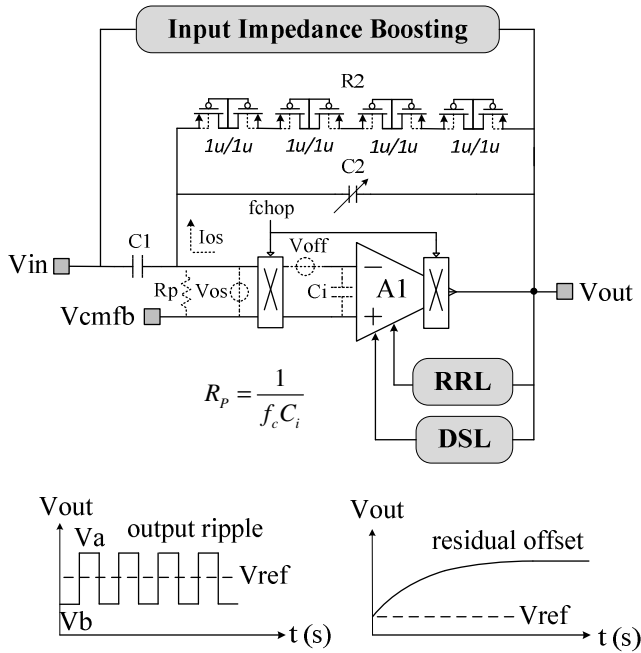 Input Impedance Boosting
R2
1u/1u 1u/1u 1u/1u 1u/1u
C2
fchop
C1 Ios Voff
Vin
Rp Vos Ci A1 Vout
Vcmfb
R_P = 1 / f_c C_i
RRL
DSL
Vout
Va output ripple
Vref
Vb
t (s)
Vout
residual offset
Vref
t (s)